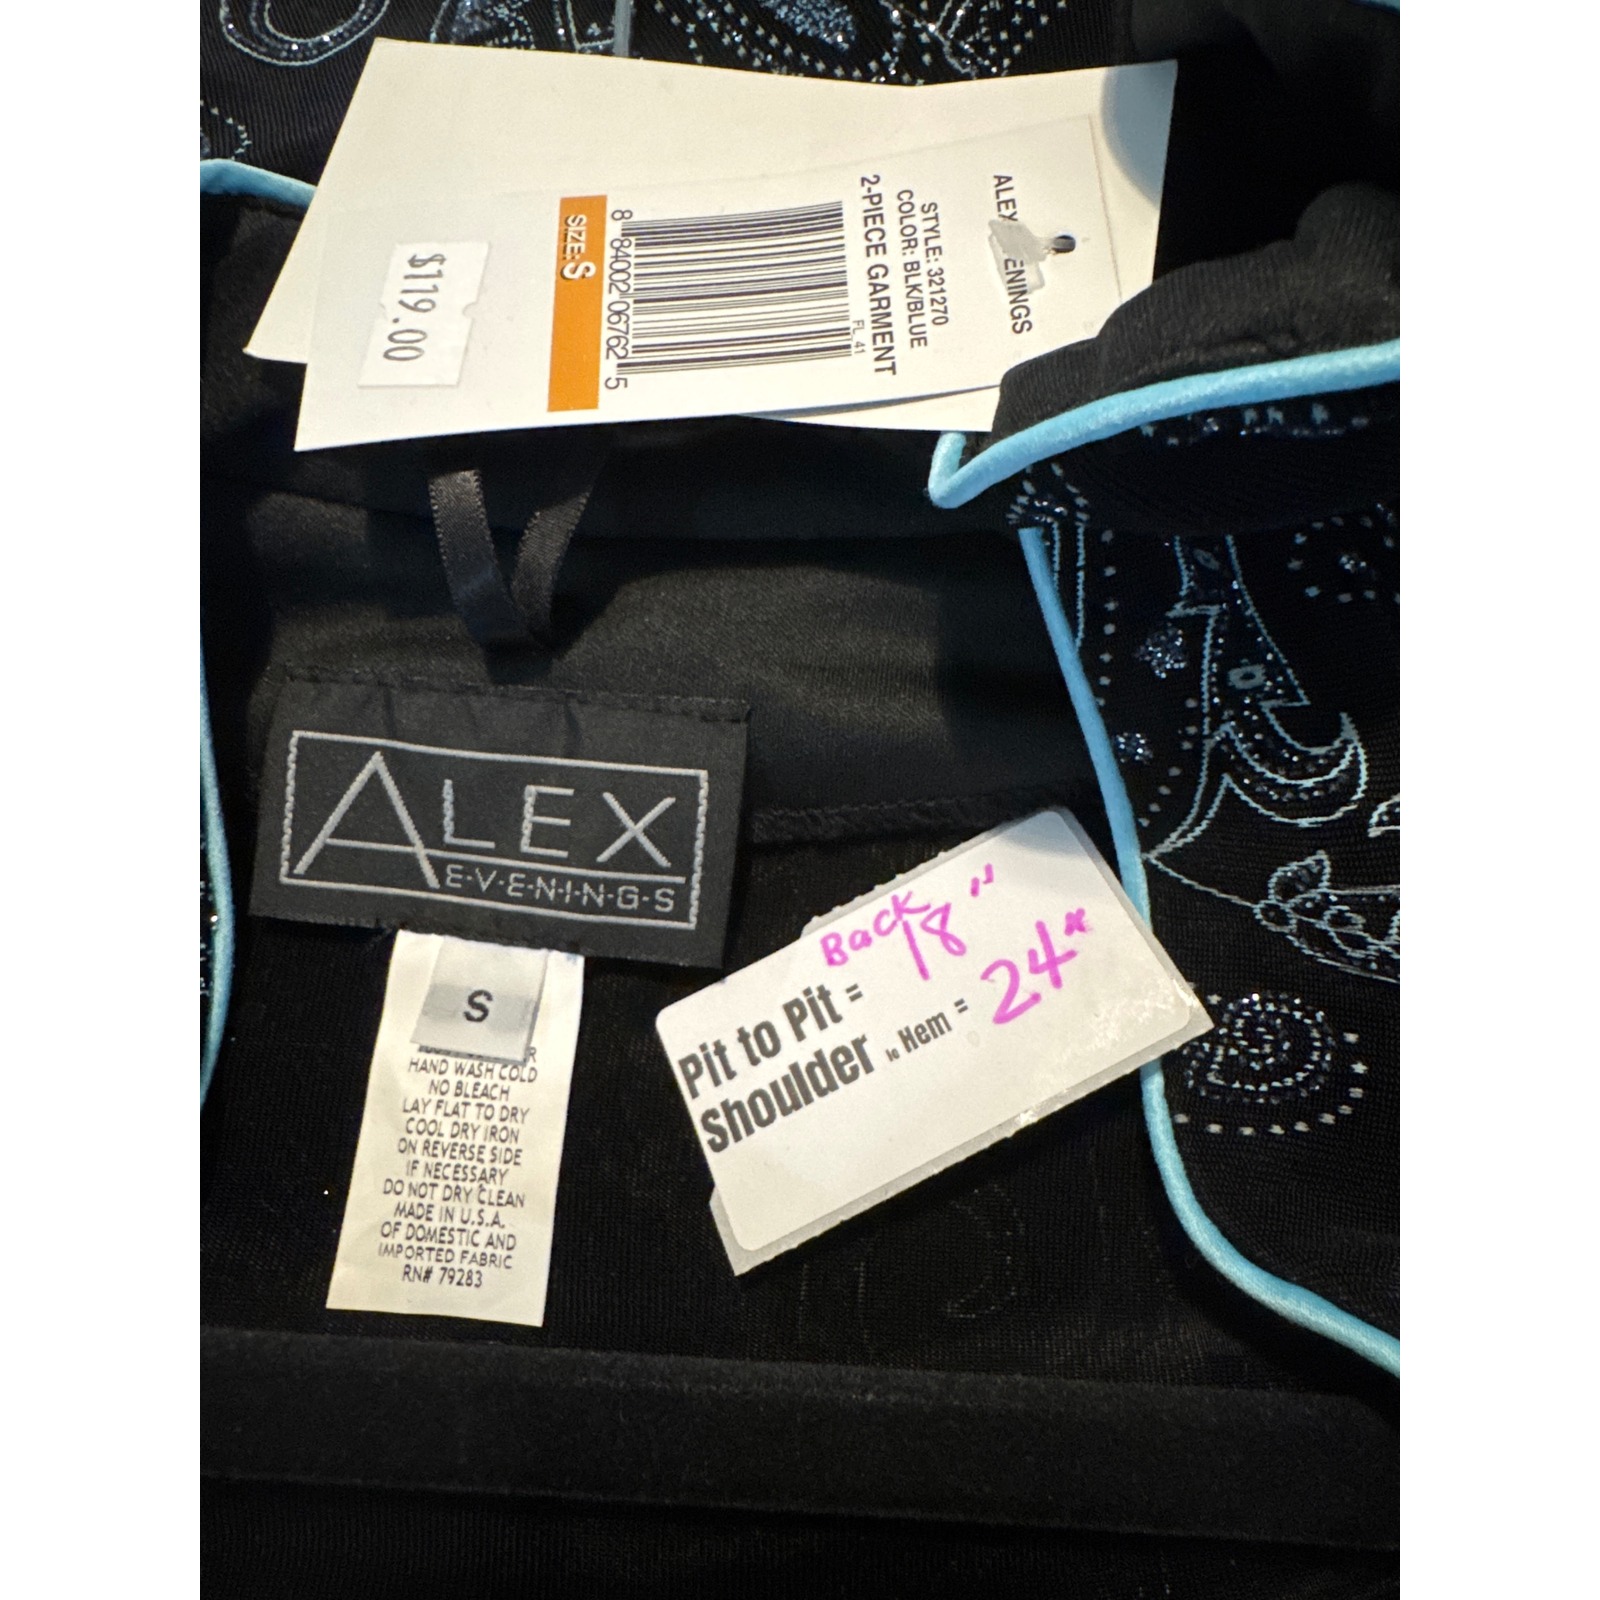 ALEX EVENINGS
STYLE: 321270
COLOR: BLK/BLUE
2-PIECE GARMENT
FL 41
8 84002 06762 5
SIZE: S
$119.00
ALEX
E-V-E-N-I-N-G-S
S
HAND WASH COLD
NO BLEACH
LAY FLAT TO DRY
COOL DRY IRON
ON REVERSE SIDE
IF NECESSARY
DO NOT DRY CLEAN
MADE IN U.S.A.
OF DOMESTIC AND
IMPORTED FABRIC
RN# 79283
Back
Pit to Pit = 18"
Shoulder to Hem = 24"